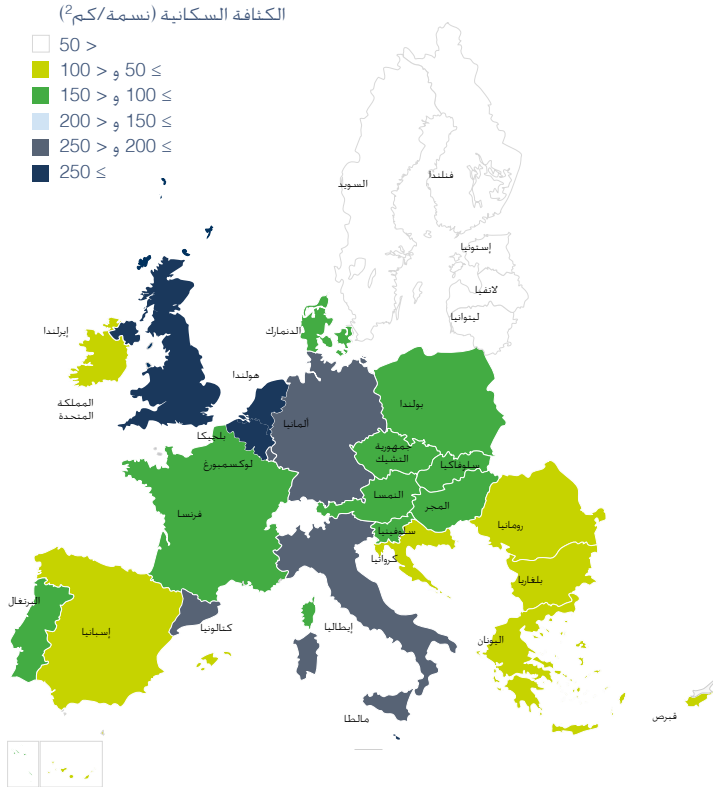 الكثافة السكانية (نسمة/كم²)
50 >
100 > و 50 ≤
150 > و 100 ≤
200 > و 150 ≤
250 > و 200 ≤
250 ≤
السويد
فنلندا
إستونيا
لاتفيا
ليتوانيا
الدنمارك
إيرلندا
المملكة
المتحدة
هولندا
بلجيكا
لوكسمبورغ
ألمانيا
بولندا
جمهورية
التشيك
سلوفاكيا
النمسا
المجر
فرنسا
سلوفينيا
كرواتيا
رومانيا
بلغاريا
البرتغال
إسبانيا
كتالونيا
إيطاليا
اليونان
مالطا
قبرص